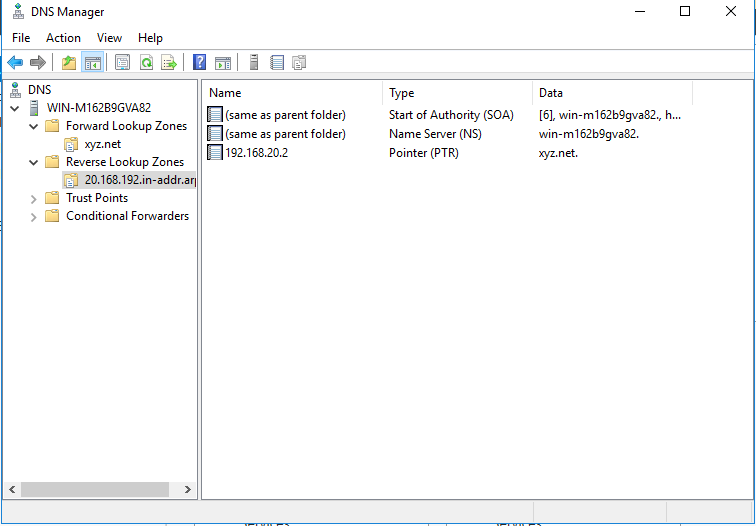 DNS Manager
File Action View Help
DNS
WIN-M162B9GVA82
Forward Lookup Zones
xyz.net
Reverse Lookup Zones
20.168.192.in-addr.arp
Trust Points
Conditional Forwarders
Name Type Data
(same as parent folder) Start of Authority (SOA) [6], win-m162b9gva82., h...
(same as parent folder) Name Server (NS) win-m162b9gva82.
192.168.20.2 Pointer (PTR) xyz.net.